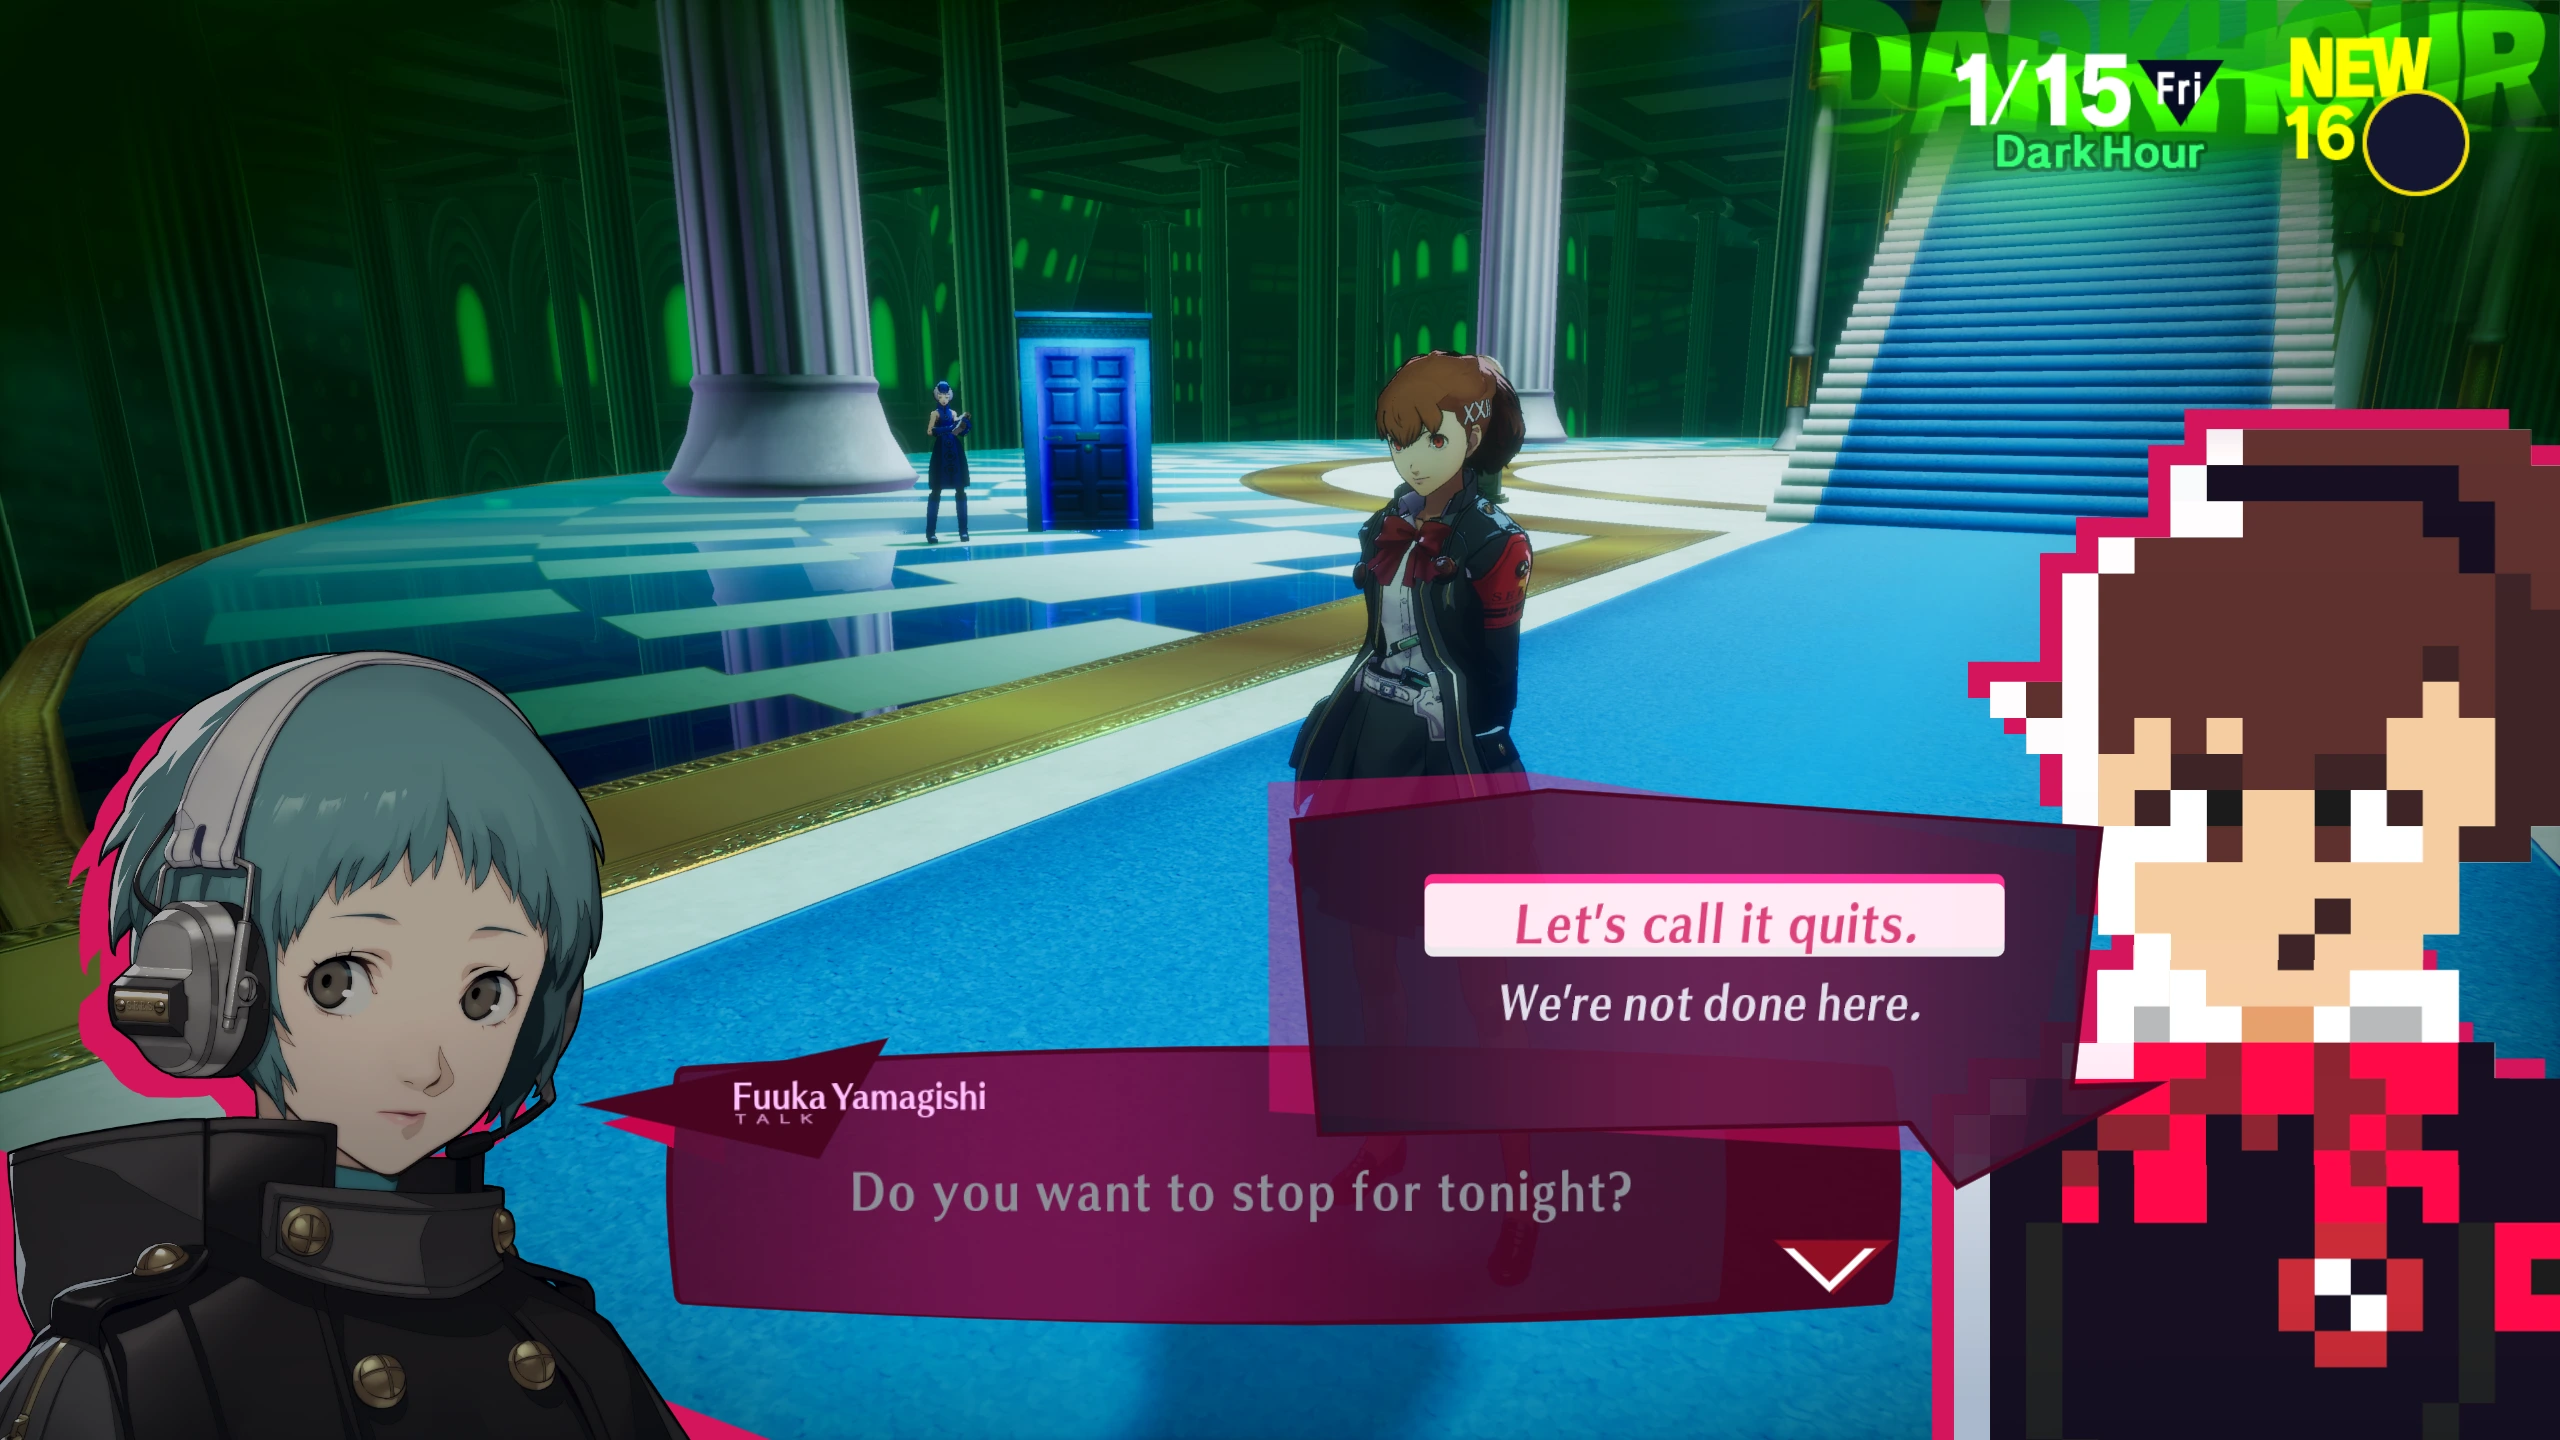 DARK HOUR
1/15 Fri
Dark Hour
NEW
16
Let's call it quits.
We're not done here.
Fuuka Yamagishi
TALK
Do you want to stop for tonight?